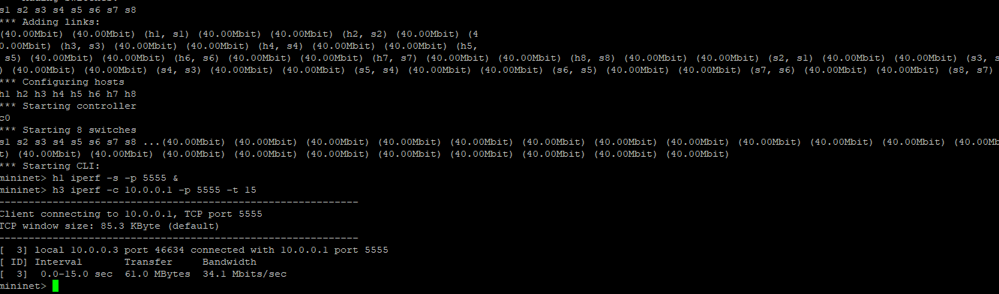 s1 s2 s3 s4 s5 s6 s7 s8
*** Adding links:
(40.00Mbit) (40.00Mbit) (h1, s1) (40.00Mbit) (40.00Mbit) (h2, s2) (40.00Mbit) (4
0.00Mbit) (h3, s3) (40.00Mbit) (40.00Mbit) (h4, s4) (40.00Mbit) (40.00Mbit) (h5,
 s5) (40.00Mbit) (40.00Mbit) (h6, s6) (40.00Mbit) (40.00Mbit) (h7, s7) (40.00Mbit) (40.00Mbit) (h8, s8) (40.00Mbit) (40.00Mbit) (s2, s1) (40.00Mbit) (40.00Mbit) (s3, s
) (40.00Mbit) (40.00Mbit) (s4, s3) (40.00Mbit) (40.00Mbit) (s5, s4) (40.00Mbit) (40.00Mbit) (s6, s5) (40.00Mbit) (40.00Mbit) (s7, s6) (40.00Mbit) (40.00Mbit) (s8, s7)
*** Configuring hosts
h1 h2 h3 h4 h5 h6 h7 h8
*** Starting controller
c0
*** Starting 8 switches
s1 s2 s3 s4 s5 s6 s7 s8 ...(40.00Mbit) (40.00Mbit) (40.00Mbit) (40.00Mbit) (40.00Mbit) (40.00Mbit) (40.00Mbit) (40.00Mbit) (40.00Mbit) (40.00Mbit) (40.00Mbit) (40.00Mb
t) (40.00Mbit) (40.00Mbit) (40.00Mbit) (40.00Mbit) (40.00Mbit) (40.00Mbit) (40.00Mbit) (40.00Mbit) (40.00Mbit) (40.00Mbit)
*** Starting CLI:
mininet> h1 iperf -s -p 5555 &
mininet> h3 iperf -c 10.0.0.1 -p 5555 -t 15
------------------------------------------------------------
Client connecting to 10.0.0.1, TCP port 5555
TCP window size: 85.3 KByte (default)
------------------------------------------------------------
[  3] local 10.0.0.3 port 46634 connected with 10.0.0.1 port 5555
[ ID] Interval       Transfer     Bandwidth
[  3]  0.0-15.0 sec  61.0 MBytes  34.1 Mbits/sec
mininet>